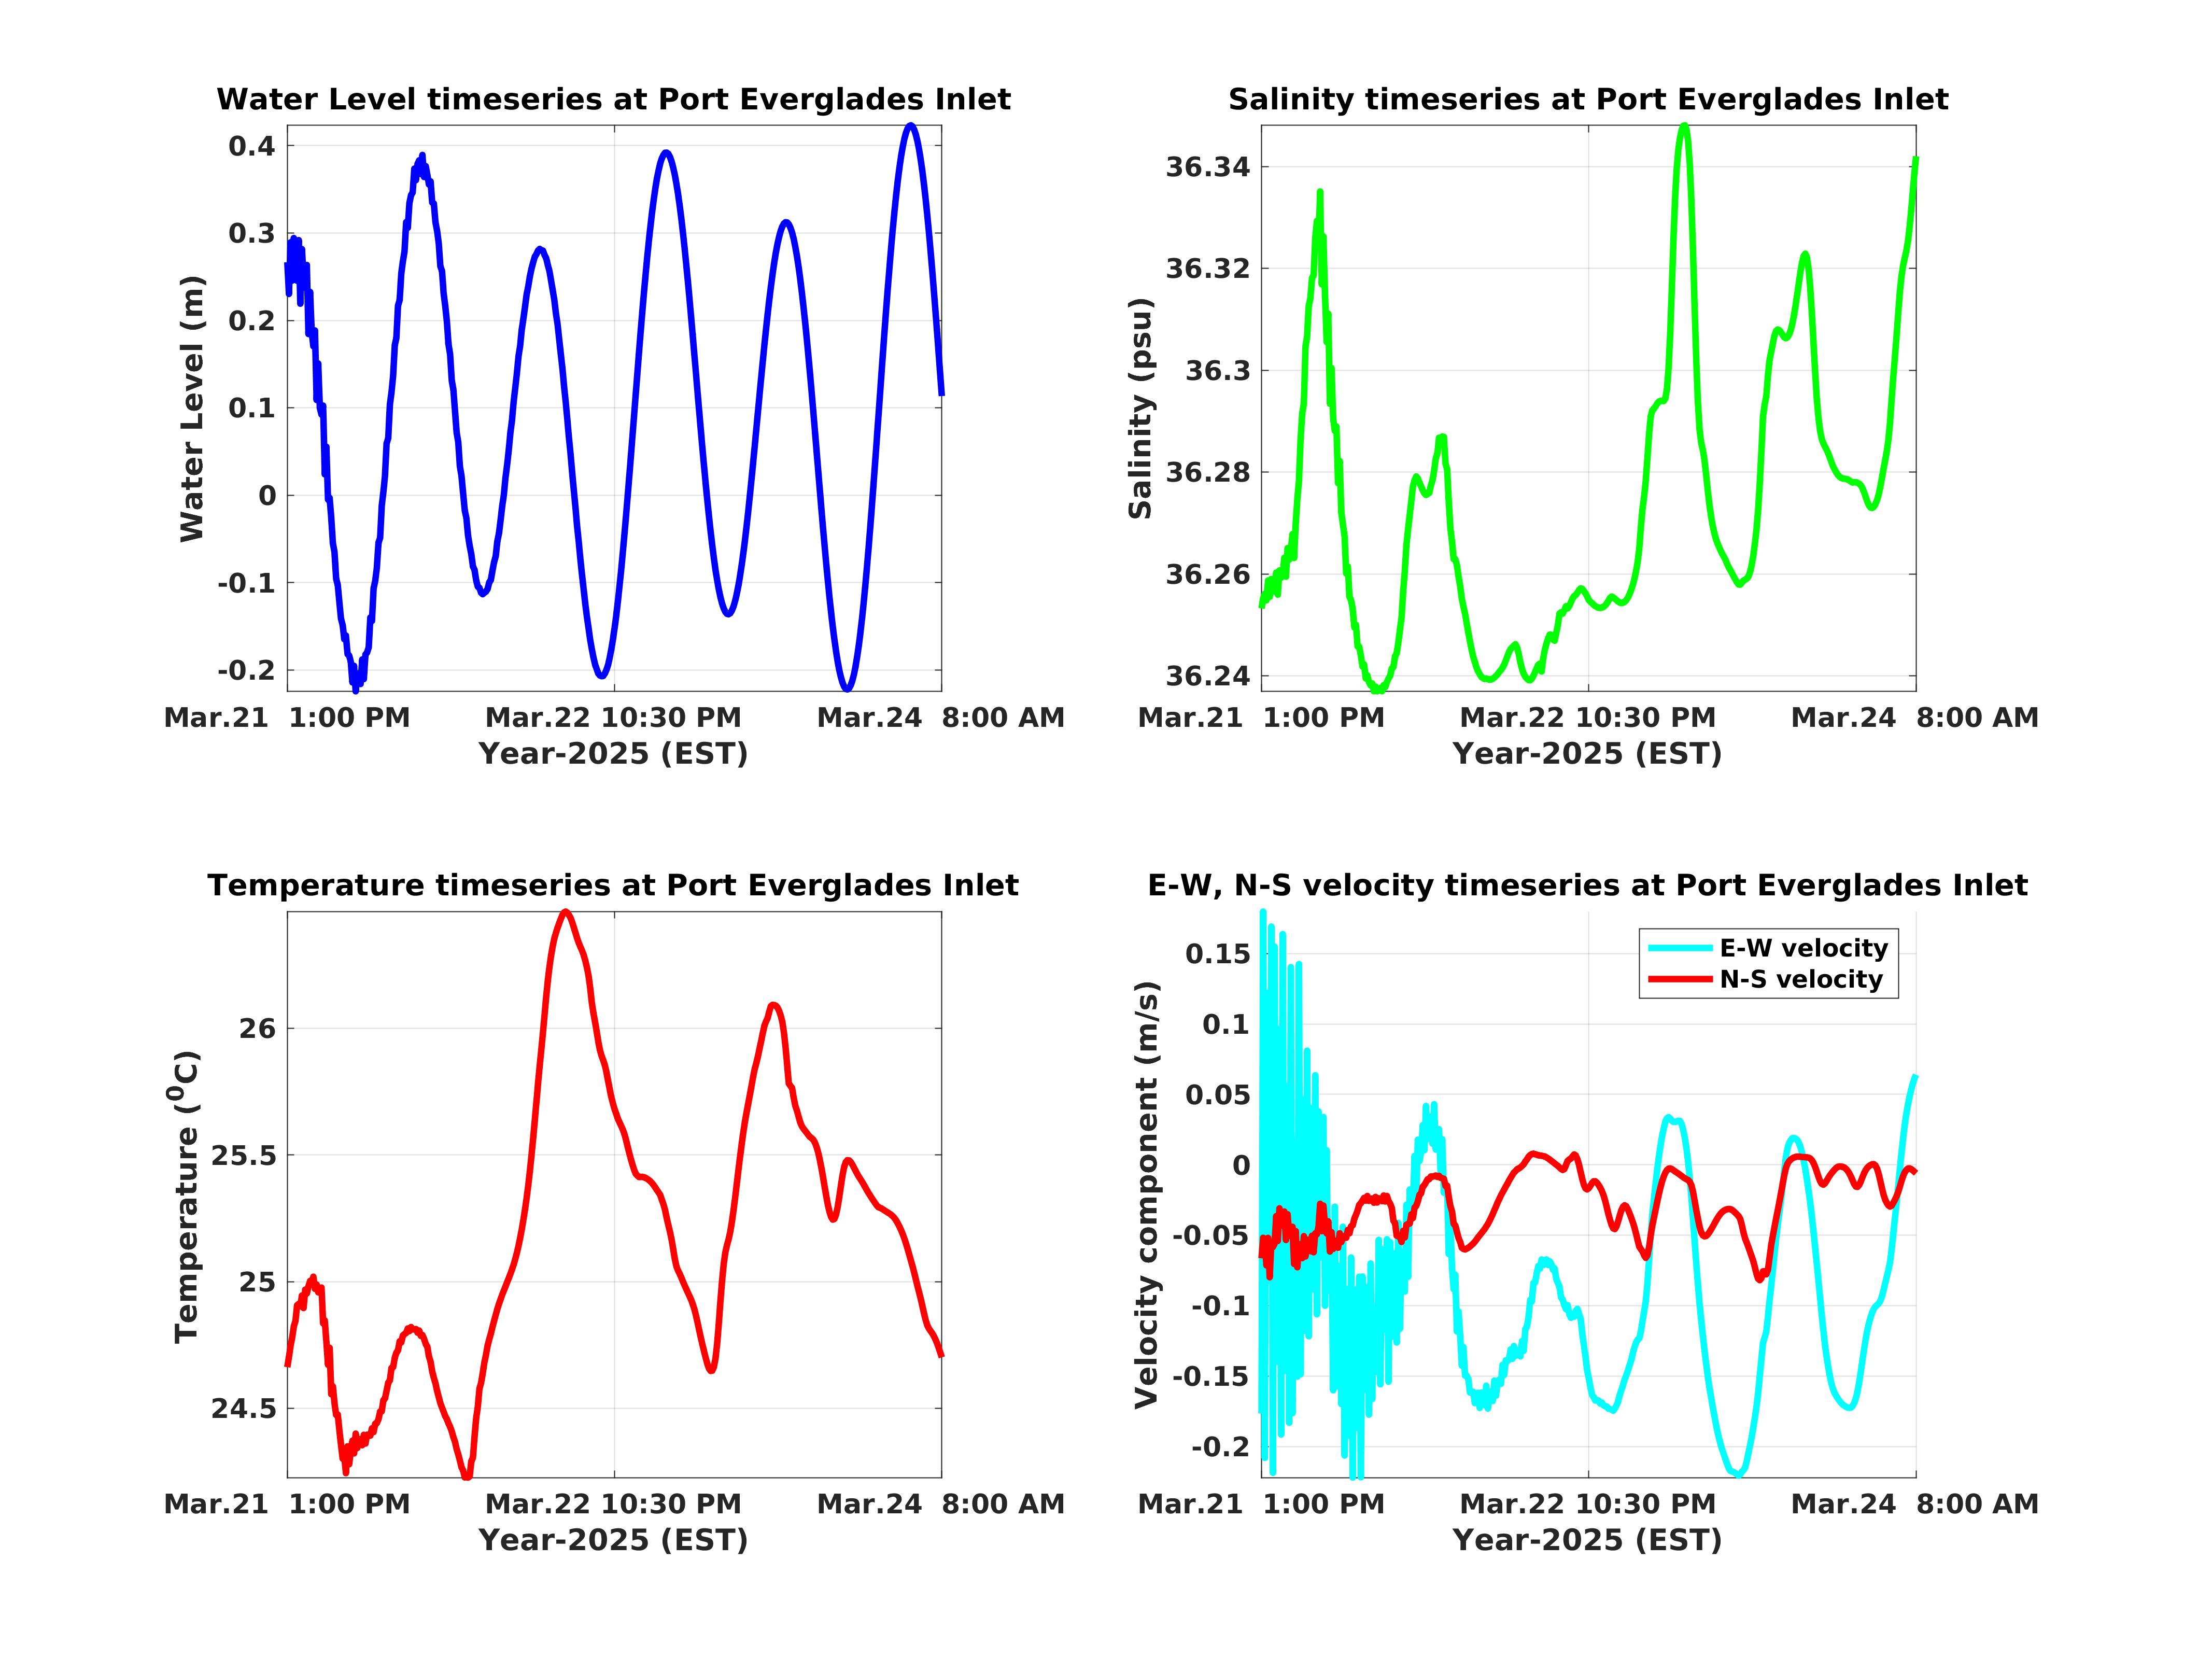 Water Level timeseries at Port Everglades Inlet
0.4
0.3
0.2
0.1
0
-0.1
-0.2
Water Level (m)
Mar.21 1:00 PM Mar.22 10:30 PM Mar.24 8:00 AM
Year-2025 (EST)
Salinity timeseries at Port Everglades Inlet
36.34
36.32
36.3
36.28
36.26
36.24
Salinity (psu)
Mar.21 1:00 PM Mar.22 10:30 PM Mar.24 8:00 AM
Year-2025 (EST)
Temperature timeseries at Port Everglades Inlet
26
25.5
25
24.5
Temperature (⁰C)
Mar.21 1:00 PM Mar.22 10:30 PM Mar.24 8:00 AM
Year-2025 (EST)
E-W, N-S velocity timeseries at Port Everglades Inlet
E-W velocity
N-S velocity
0.15
0.1
0.05
0
-0.05
-0.1
-0.15
-0.2
Velocity component (m/s)
Mar.21 1:00 PM Mar.22 10:30 PM Mar.24 8:00 AM
Year-2025 (EST)